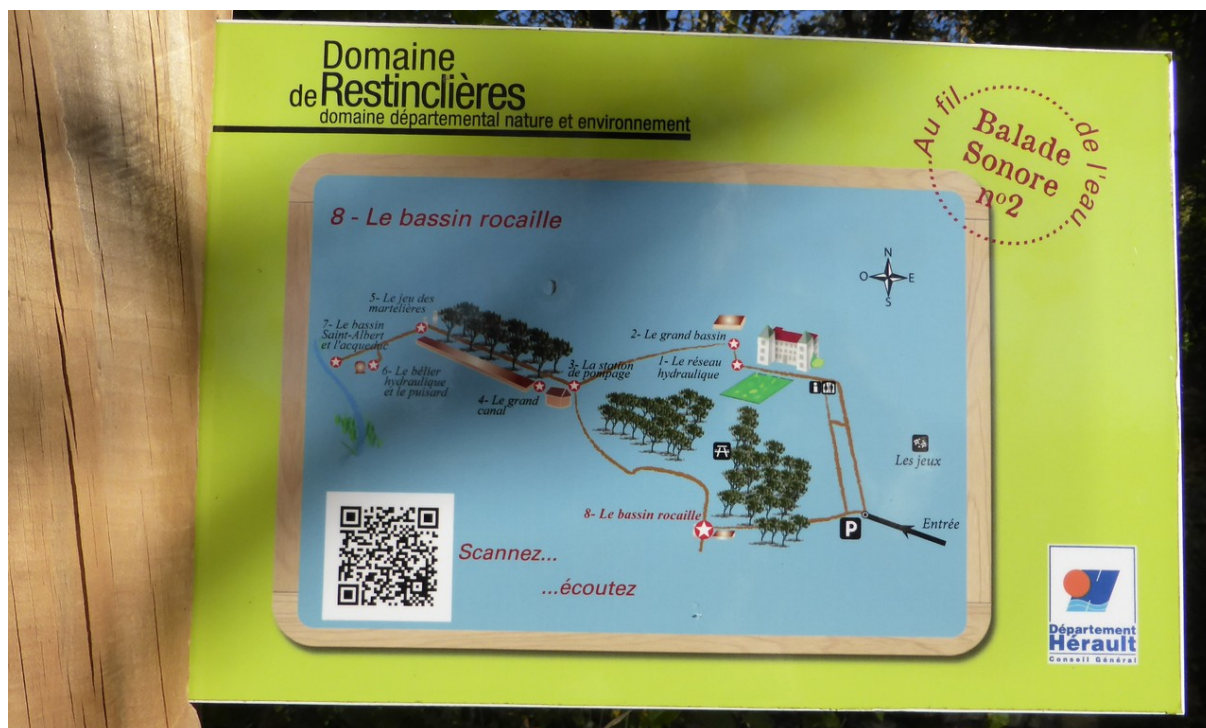 Domaine
de Restinclières
domaine départemental nature et environnement
Au fil... ...de l'eau
Balade
Sonore
nº2
8 - Le bassin rocaille
N
O E
S
5- Le jeu des
martelières
7- Le bassin
Saint-Albert
et l'acqueduc
6- Le bélier
hydraulique
et le puisard
4- Le grand
canal
3- La station
de pompage
2- Le grand bassin
1- Le réseau
hydraulique
i
Les jeux
8- Le bassin rocaille
P
Entrée
Scannez...
...écoutez
Département
Hérault
Conseil Général